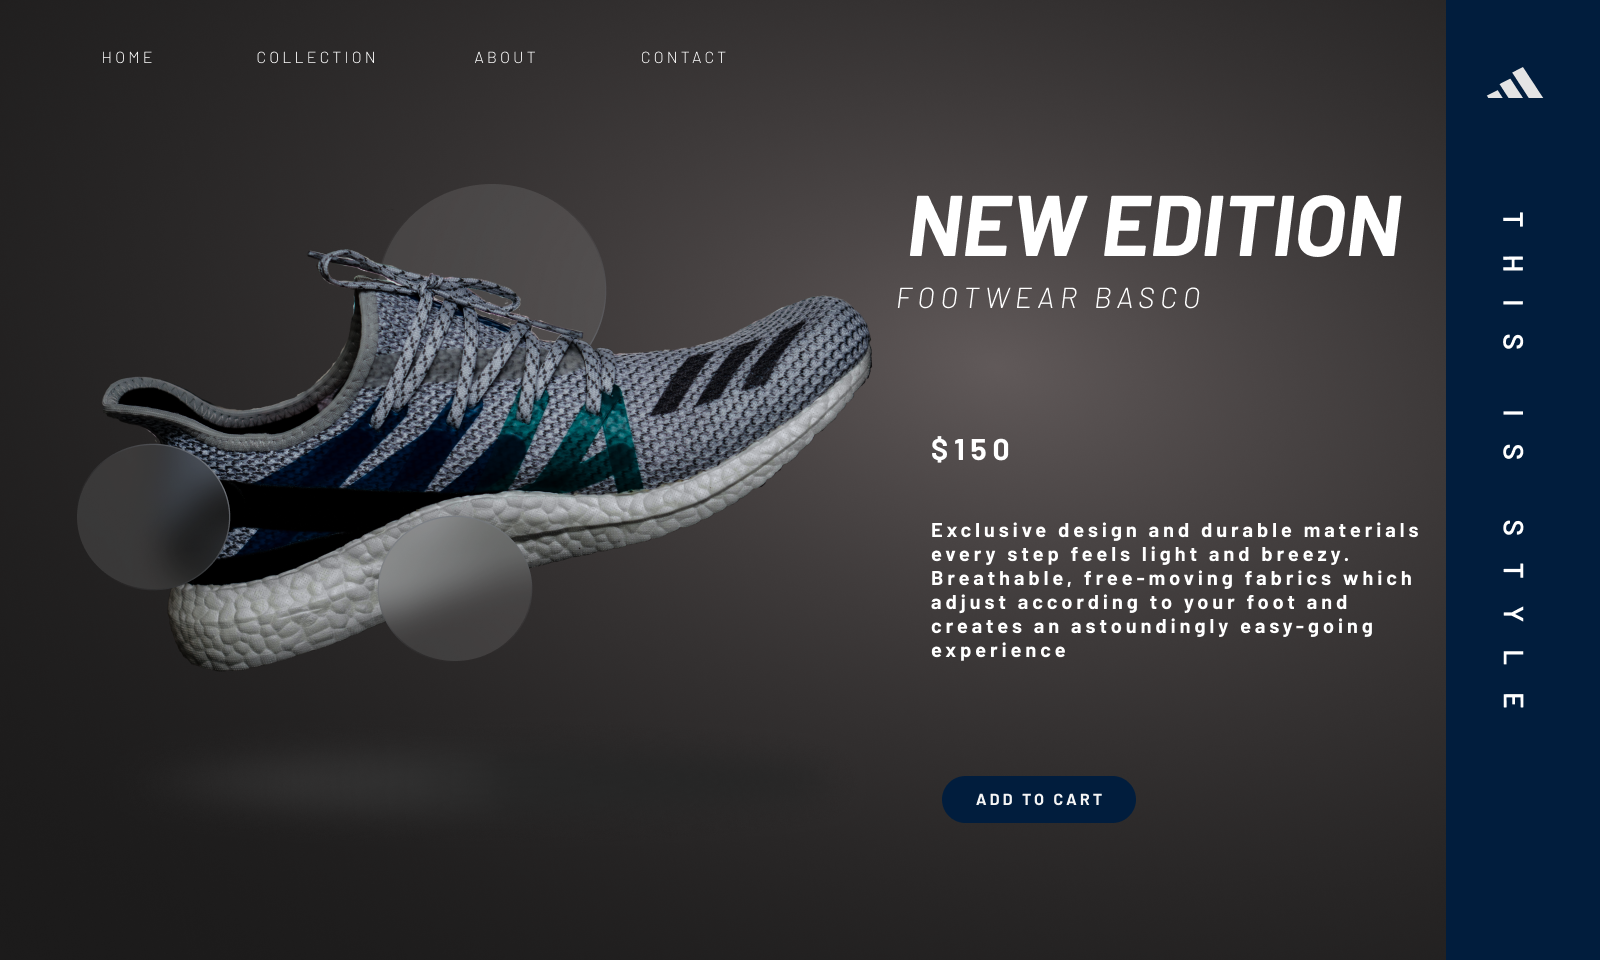 HOME
COLLECTION
ABOUT
CONTACT
NEW EDITION
FOOTWEAR BASCO
$150
Exclusive design and durable materials
every step feels light and breezy.
Breathable, free-moving fabrics which
adjust according to your foot and
creates an astoundingly easy-going
experience
ADD TO CART
THIS IS STYLE